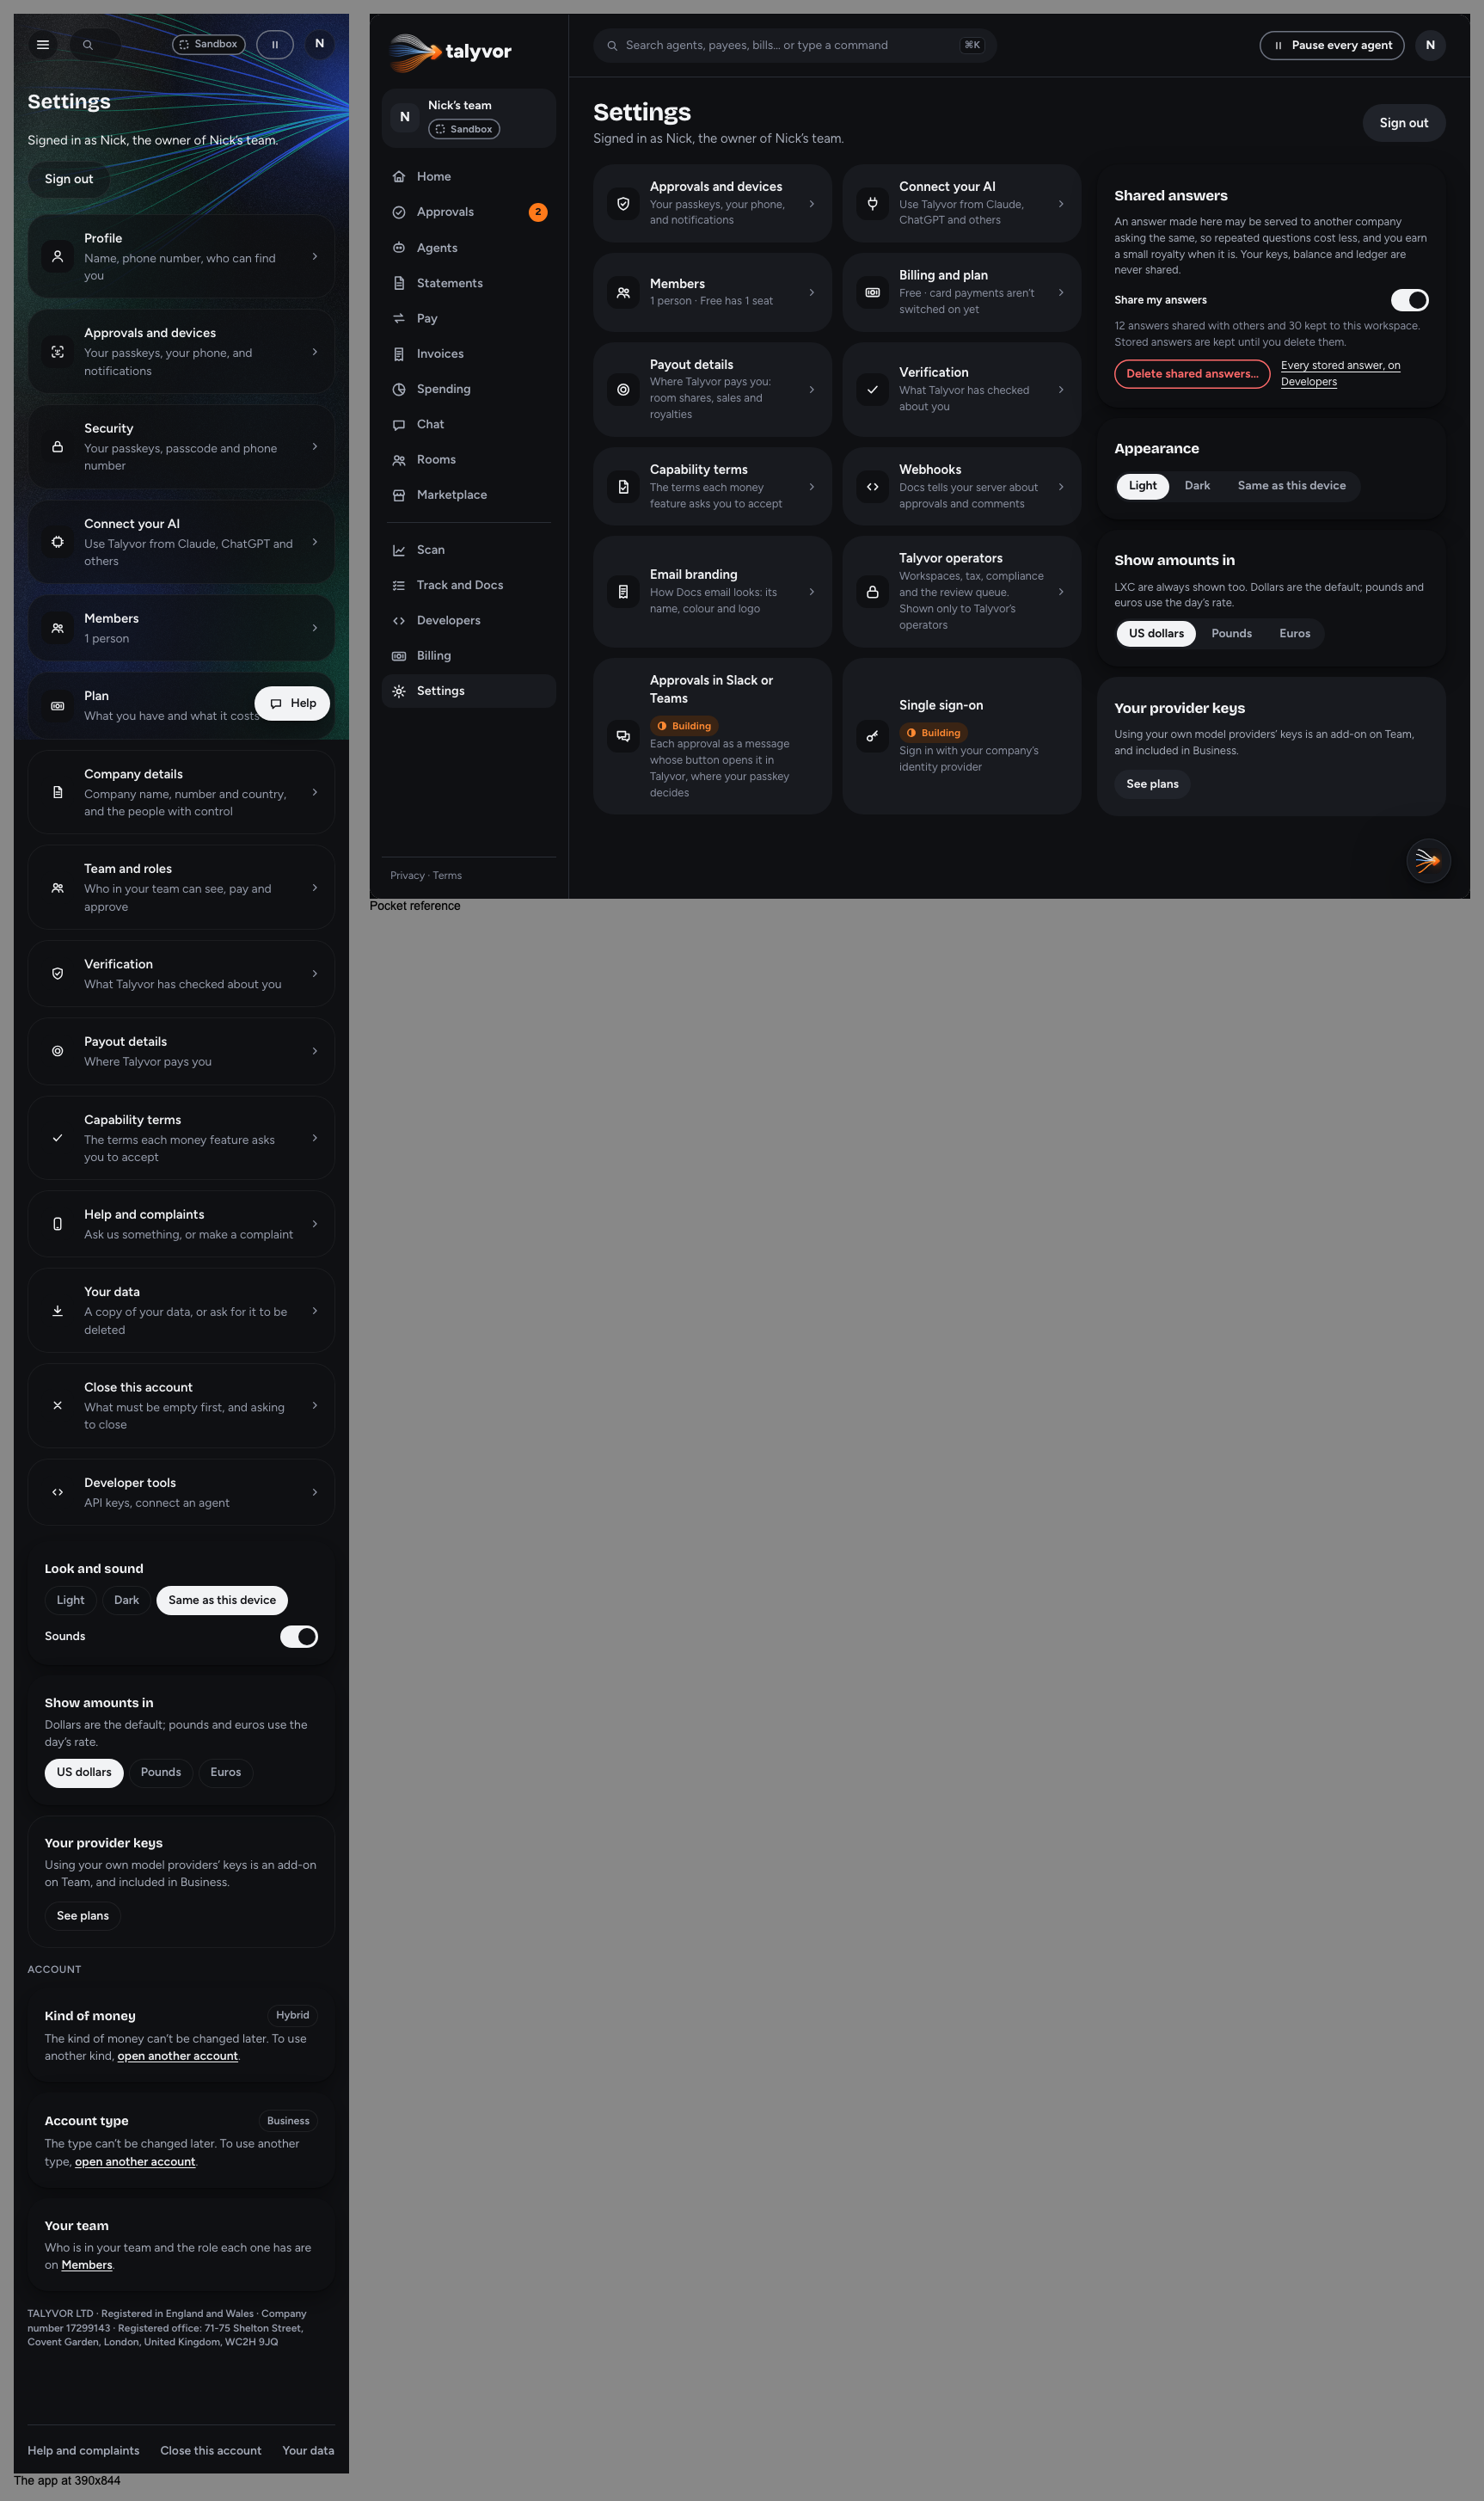 Sandbox
N
Settings
Signed in as Nick, the owner of Nick's team.
Sign out
Profile
Name, phone number, who can find
you
Approvals and devices
Your passkeys, your phone, and
notifications
Security
Your passkeys, passcode and phone
number
Connect your AI
Use Talyvor from Claude, ChatGPT and
others
Members
1 person
Plan
What you have and what it costs
Help
Company details
Company name, number and country,
and the people with control
Team and roles
Who in your team can see, pay and
approve
Verification
What Talyvor has checked about you
Payout details
Where Talyvor pays you
Capability terms
The terms each money feature asks
you to accept
Help and complaints
Ask us something, or make a complaint
Your data
A copy of your data, or ask for it to be
deleted
Close this account
What must be empty first, and asking
to close
Developer tools
API keys, connect an agent
Look and sound
Light Dark Same as this device
Sounds
Show amounts in
Dollars are the default; pounds and euros use the
day's rate.
US dollars Pounds Euros
Your provider keys
Using your own model providers' keys is an add-on
on Team, and included in Business.
See plans
ACCOUNT
Kind of money Hybrid
The kind of money can't be changed later. To use
another kind, open another account.
Account type Business
The type can't be changed later. To use another
type, open another account.
Your team
Who is in your team and the role each one has are
on Members.
TALYVOR LTD · Registered in England and Wales · Company
number 17299143 · Registered office: 71-75 Shelton Street,
Covent Garden, London, United Kingdom, WC2H 9JQ
Help and complaints Close this account Your data
The app at 390x844
talyvor
N
Nick's team
Sandbox
Home
Approvals 2
Agents
Statements
Pay
Invoices
Spending
Chat
Rooms
Marketplace
Scan
Track and Docs
Developers
Billing
Settings
Privacy · Terms
Search agents, payees, bills... or type a command ⌘K
Pause every agent
N
Settings
Signed in as Nick, the owner of Nick's team.
Sign out
Approvals and devices
Your passkeys, your phone,
and notifications
Connect your AI
Use Talyvor from Claude,
ChatGPT and others
Members
1 person · Free has 1 seat
Billing and plan
Free · card payments aren't
switched on yet
Payout details
Where Talyvor pays you:
room shares, sales and
royalties
Verification
What Talyvor has checked
about you
Capability terms
The terms each money
feature asks you to accept
Webhooks
Docs tells your server about
approvals and comments
Email branding
How Docs email looks: its
name, colour and logo
Talyvor operators
Workspaces, tax, compliance
and the review queue.
Shown only to Talyvor's
operators
Approvals in Slack or
Teams
Building
Each approval as a message
whose button opens it in
Talyvor, where your passkey
decides
Single sign-on
Building
Sign in with your company's
identity provider
Shared answers
An answer made here may be served to another company
asking the same, so repeated questions cost less, and you earn
a small royalty when it is. Your keys, balance and ledger are
never shared.
Share my answers
12 answers shared with others and 30 kept to this workspace.
Stored answers are kept until you delete them.
Delete shared answers...
Every stored answer, on
Developers
Appearance
Light Dark Same as this device
Show amounts in
LXC are always shown too. Dollars are the default; pounds and
euros use the day's rate.
US dollars Pounds Euros
Your provider keys
Using your own model providers' keys is an add-on on Team,
and included in Business.
See plans
Pocket reference